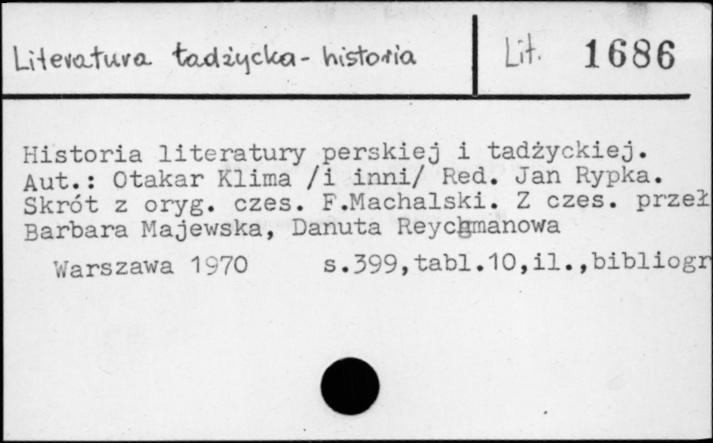 Literatura tadżycka - historia Lit. 1686
Historia literatury perskiej i tadżyckiej.
Aut.: Otakar Klima /i inni/ Red. Jan Rypka.
Skrót z oryg. czes. F.Machalski. Z czes. przeł
Barbara Majewska, Danuta Reychmanowa
Warszawa 1970 s.399,tabl.10,il.,bibliogr